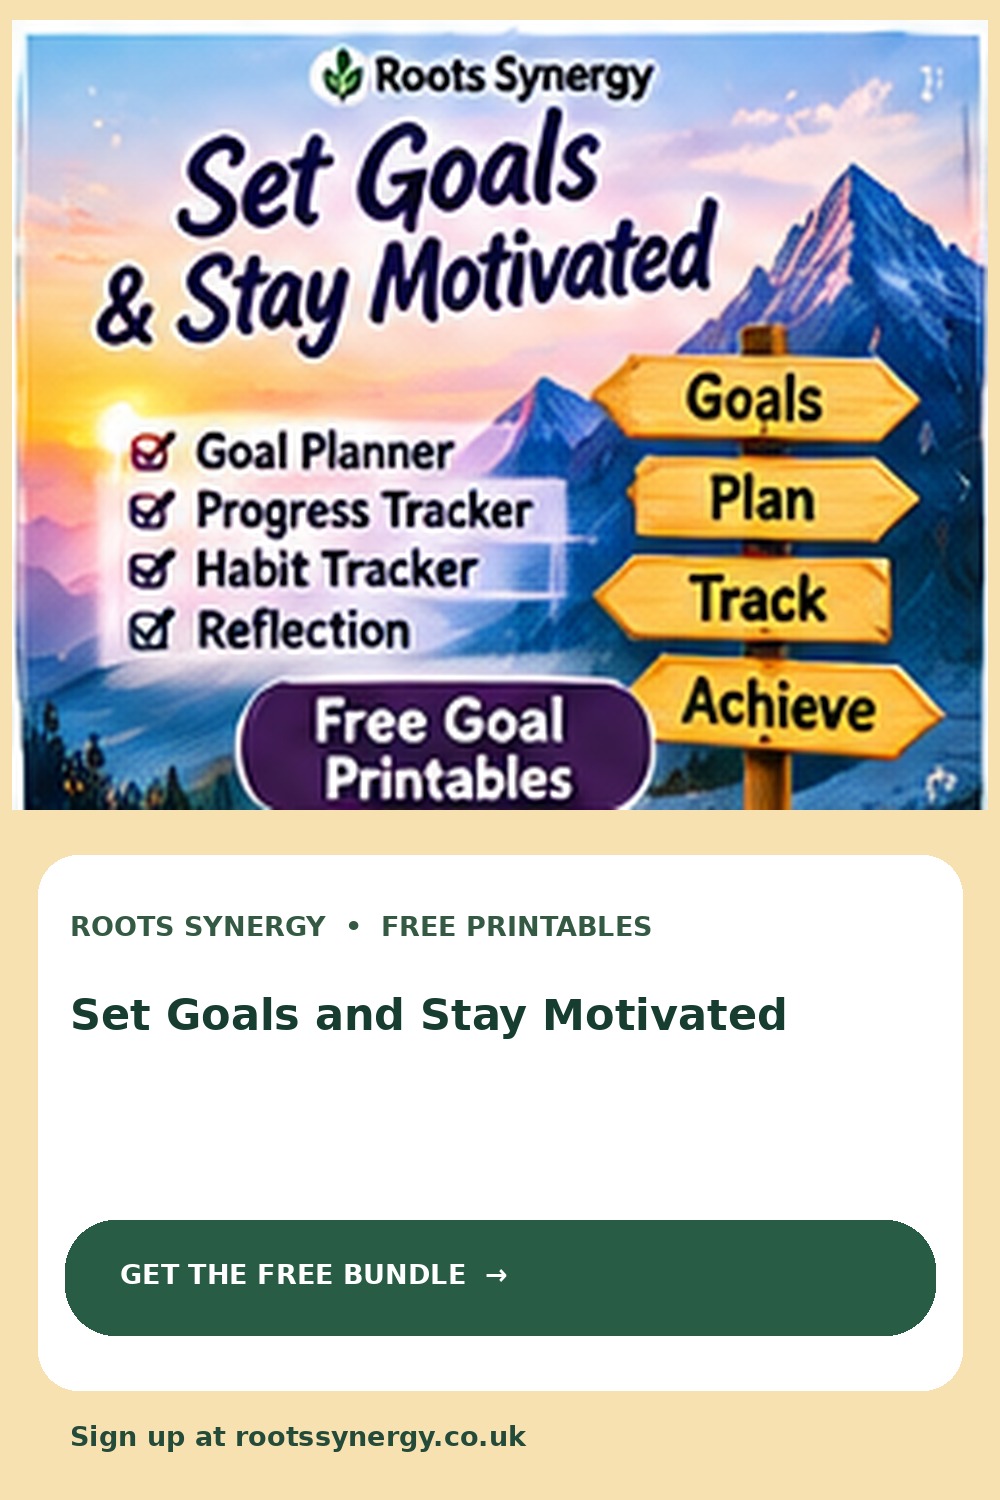 Roots Synergy
Set Goals
& Stay Motivated
Goal Planner
Progress Tracker
Habit Tracker
Reflection
Goals
Plan
Track
Achieve
Free Goal
Printables
ROOTS SYNERGY • FREE PRINTABLES
Set Goals and Stay Motivated
GET THE FREE BUNDLE →
Sign up at rootssynergy.co.uk